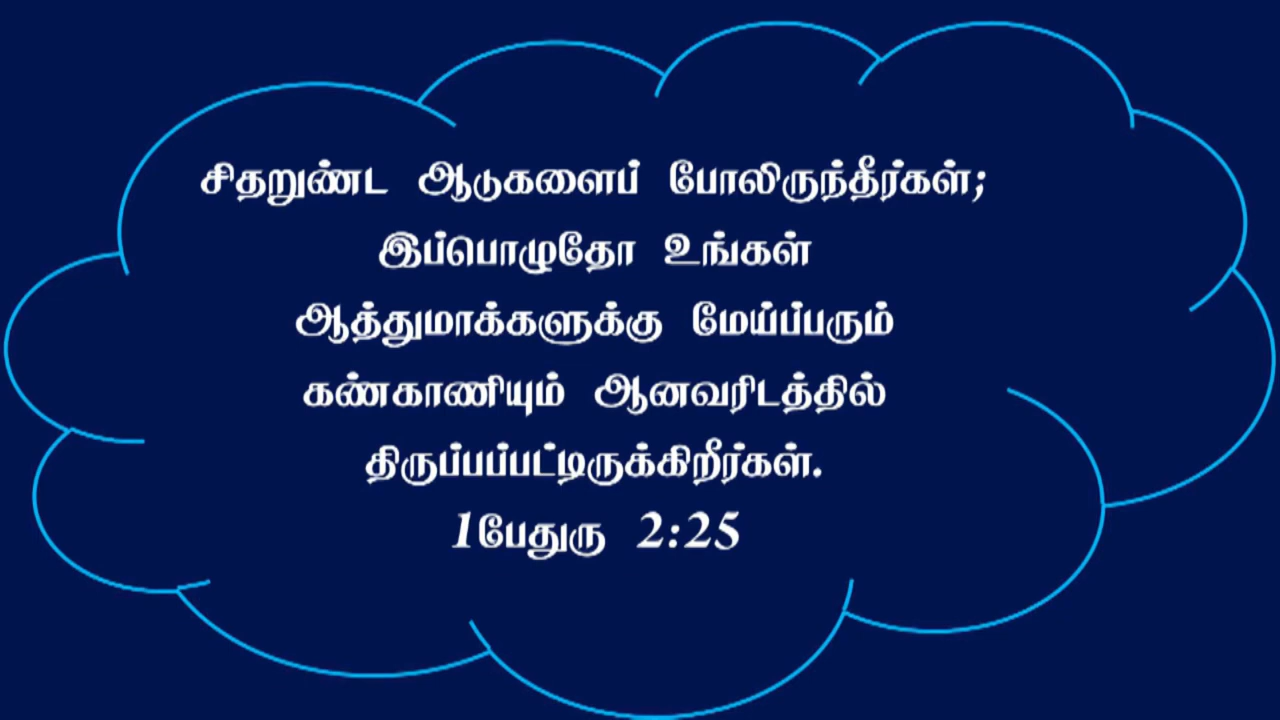 சிதறுண்ட ஆடுகளைப் போலிருந்தீர்கள்;
இப்பொழுதோ உங்கள்
ஆத்துமாக்களுக்கு மேய்ப்பரும்
கண்காணியும் ஆனவரிடத்தில்
திருப்பப்பட்டிருக்கிறீர்கள்.
1பேதுரு 2:25